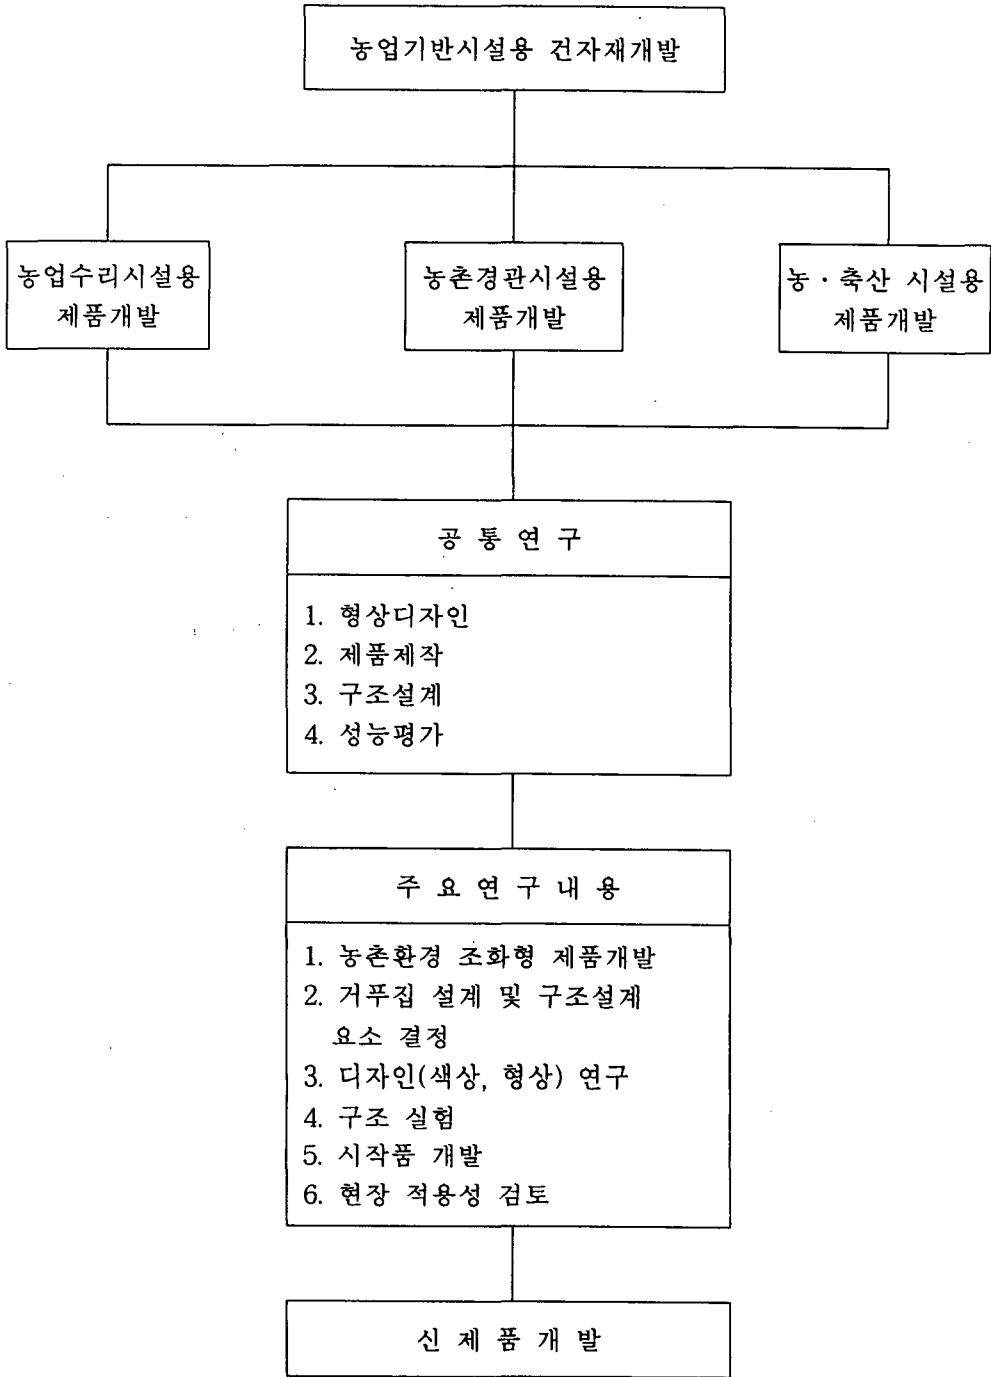 농업기반시설용 건자재개발
농업수리시설용
제품개발
농촌경관시설용
제품개발
농·축산 시설용
제품개발
공 통 연 구
1. 형상디자인
2. 제품제작
3. 구조설계
4. 성능평가
주 요 연 구 내 용
1. 농촌환경 조화형 제품개발
2. 거푸집 설계 및 구조설계
요소 결정
3. 디자인(색상, 형상) 연구
4. 구조 실험
5. 시작품 개발
6. 현장 적용성 검토
신 제 품 개 발